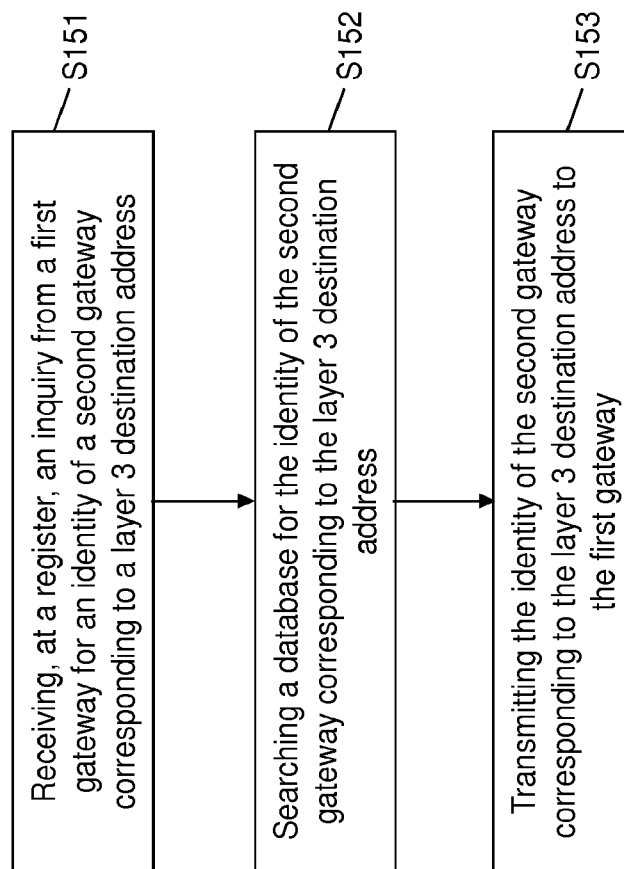 Receiving, at a register, an inquiry from a first
gateway for an identity of a second gateway
corresponding to a layer 3 destination address
S151
Searching a database for the identity of the second
gateway corresponding to the layer 3 destination
address
S152
Transmitting the identity of the second gateway
corresponding to the layer 3 destination address to
the first gateway
S153